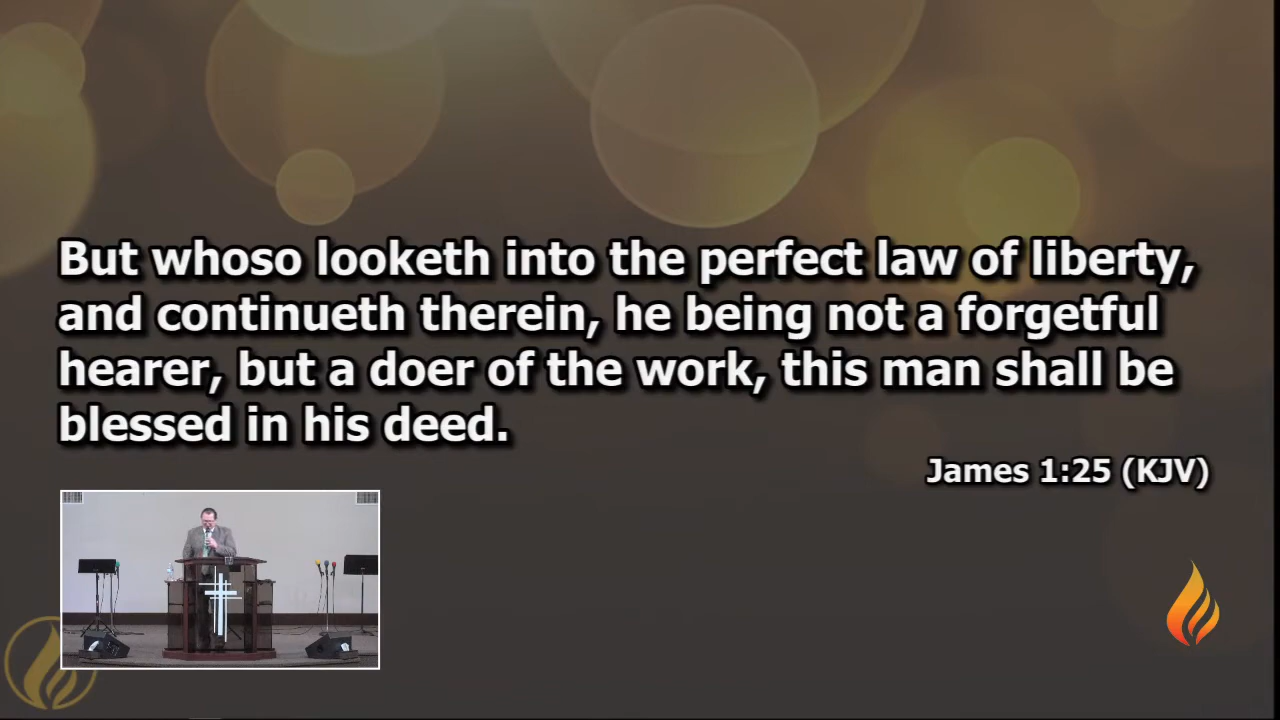 But whoso looketh into the perfect law of liberty,
and continueth therein, he being not a forgetful
hearer, but a doer of the work, this man shall be
blessed in his deed.
James 1:25 (KJV)